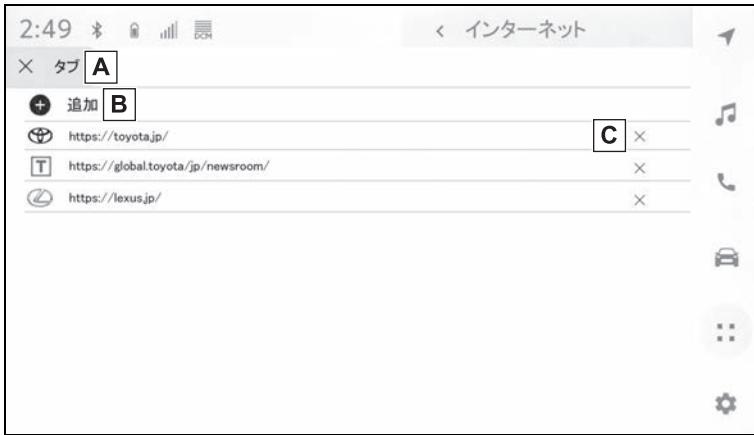 2:49 DCM < インターネット
× タブ A
追加 B
https://toyota.jp/ C ×
T https://global.toyota/jp/newsroom/ ×
https://lexus.jp/ ×